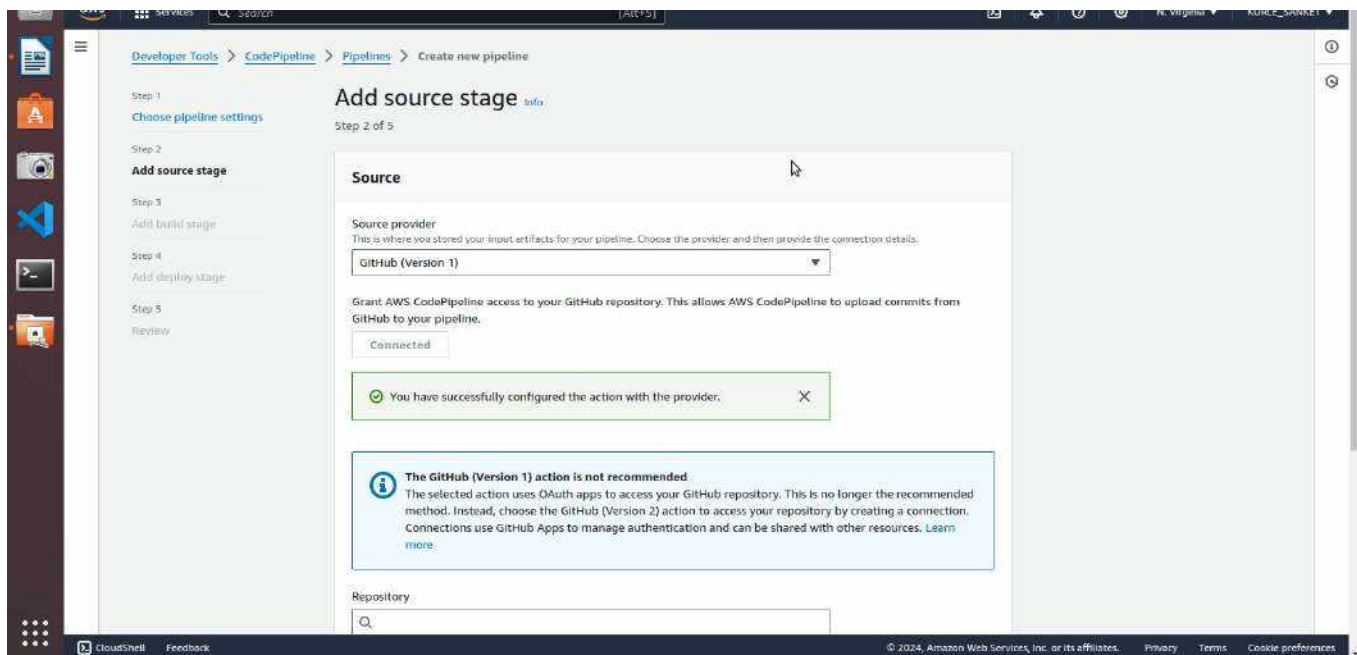 Services Search [Alt+S] N. Virginia KURLE_SANKET
Developer Tools > CodePipeline > Pipelines > Create new pipeline
Step 1
Choose pipeline settings
Step 2
Add source stage
Step 3
Add build stage
Step 4
Add deploy stage
Step 5
Review
Add source stage Info
Step 2 of 5
Source
Source provider
This is where you stored your input artifacts for your pipeline. Choose the provider and then provide the connection details.
GitHub (Version 1)
Grant AWS CodePipeline access to your GitHub repository. This allows AWS CodePipeline to upload commits from
GitHub to your pipeline.
Connected
You have successfully configured the action with the provider.
The GitHub (Version 1) action is not recommended
The selected action uses OAuth apps to access your GitHub repository. This is no longer the recommended
method. Instead, choose the GitHub (Version 2) action to access your repository by creating a connection.
Connections use GitHub Apps to manage authentication and can be shared with other resources. Learn
more
Repository
CloudShell Feedback © 2024, Amazon Web Services, Inc. or its affiliates. Privacy Terms Cookie preferences